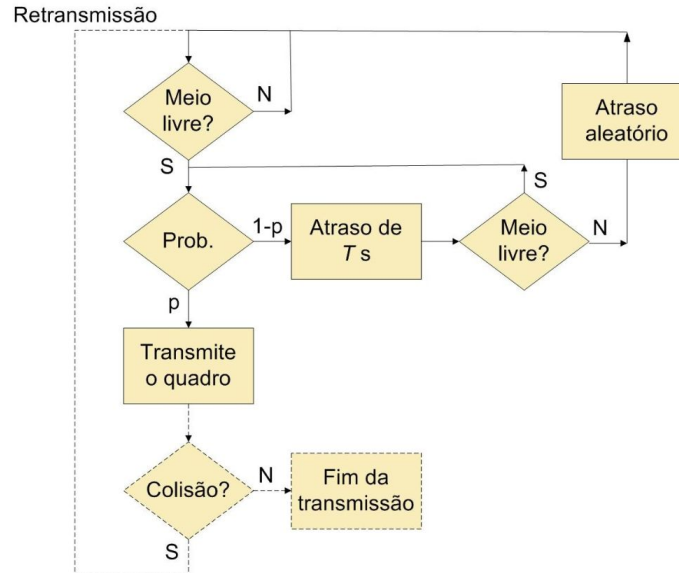 Retransmissão
Meio
livre?
N
S
Atraso
aleatório
Prob.
1-p
Atraso de
T s
S
Meio
livre?
N
p
Transmite
o quadro
Colisão?
N
Fim da
transmissão
S